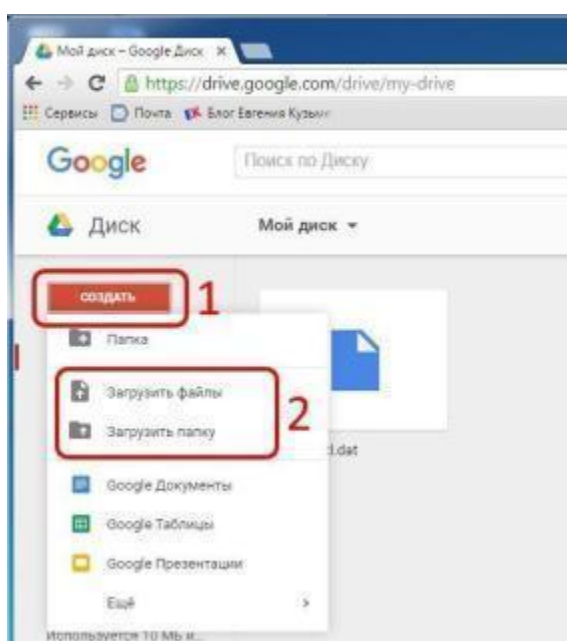 Мой диск – Google Диск ×
https://drive.google.com/drive/my-drive
Сервисы Почта Блог Евгения Кузьм
Google Поиск по Диску
Диск Мой диск
СОЗДАТЬ 1
Папка
Загрузить файлы
2
Загрузить папку
.dat
Google Документы
Google Таблицы
Google Презентации
Ещё >
Используется 10 МБ и...